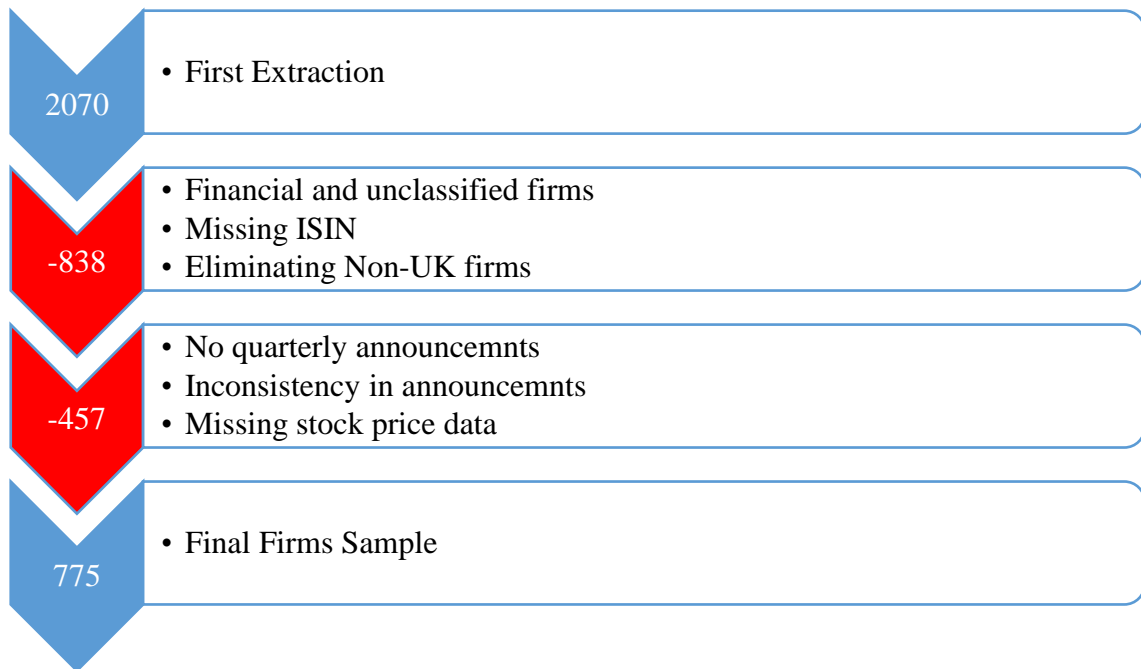 2070
• First Extraction
-838
• Financial and unclassified firms
• Missing ISIN
• Eliminating Non-UK firms
-457
• No quarterly announcemnts
• Inconsistency in announcemnts
• Missing stock price data
775
• Final Firms Sample